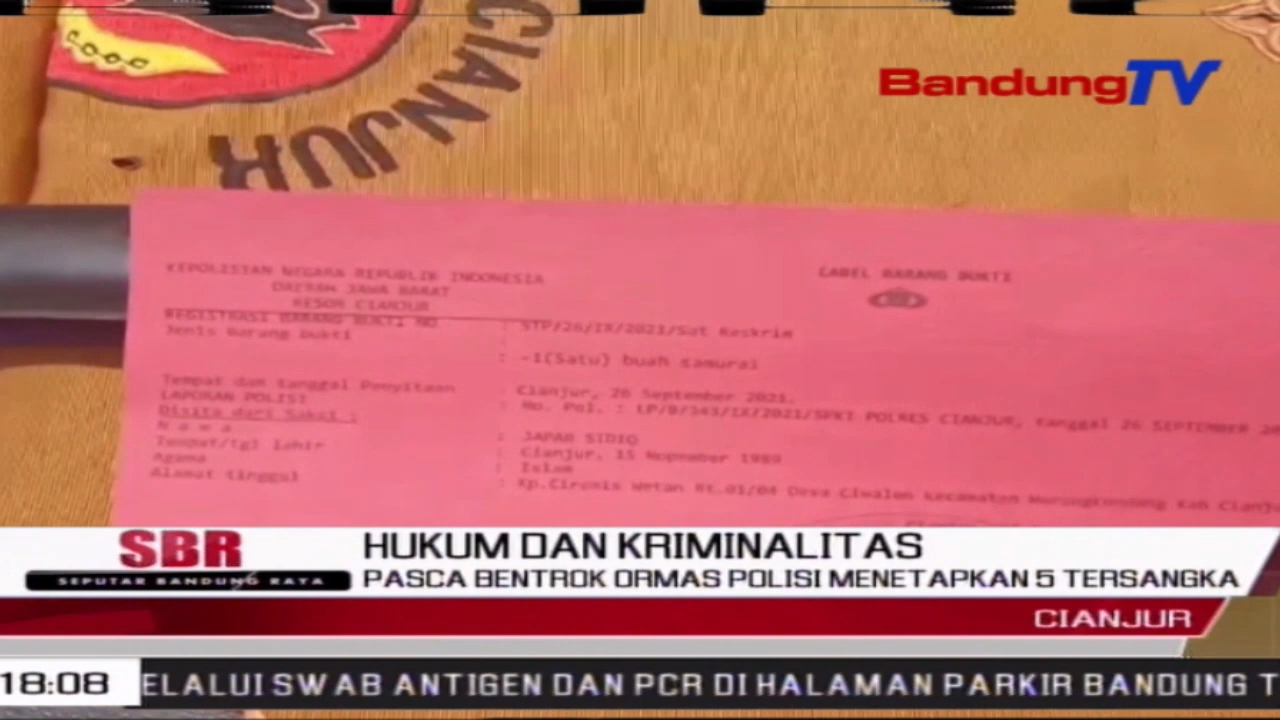 CIANJUR
BandungTV
KEPOLISIAN NEGARA REPUBLIK INDONESIA
DAERAH JAWA BARAT
RESOR CIANJUR
LABEL BARANG BUKTI
REGISTRASI BARANG BUKTI NO : STP/26/IX/2021/Sat Reskrim
Jenis Barang bukti
: -1(Satu) buah samurai
Tempat dan tanggal Penyitaan : Cianjur, 26 September 2021.
LAPORAN POLISI : No. Pol. : LP/B/343/IX/2021/SPKT POLRES CIANJUR, tanggal 26 SEPTEMBER
Disita dari Saksi :
N a m a : JAPAR SIDIQ
Tempat/tgl lahir : Cianjur, 15 Nopember 1989
Agama : Islam
Alamat tinggal : Kp. Wetan Rt.01/04 Desa Kecamatan Kab
SBR
SEPUTAR BANDUNG RAYA
HUKUM DAN KRIMINALITAS
PASCA BENTROK ORMAS POLISI MENETAPKAN 5 TERSANGKA
CIANJUR
18:08
ELALUI SWAB ANTIGEN DAN PCR DI HALAMAN PARKIR BANDUNG T